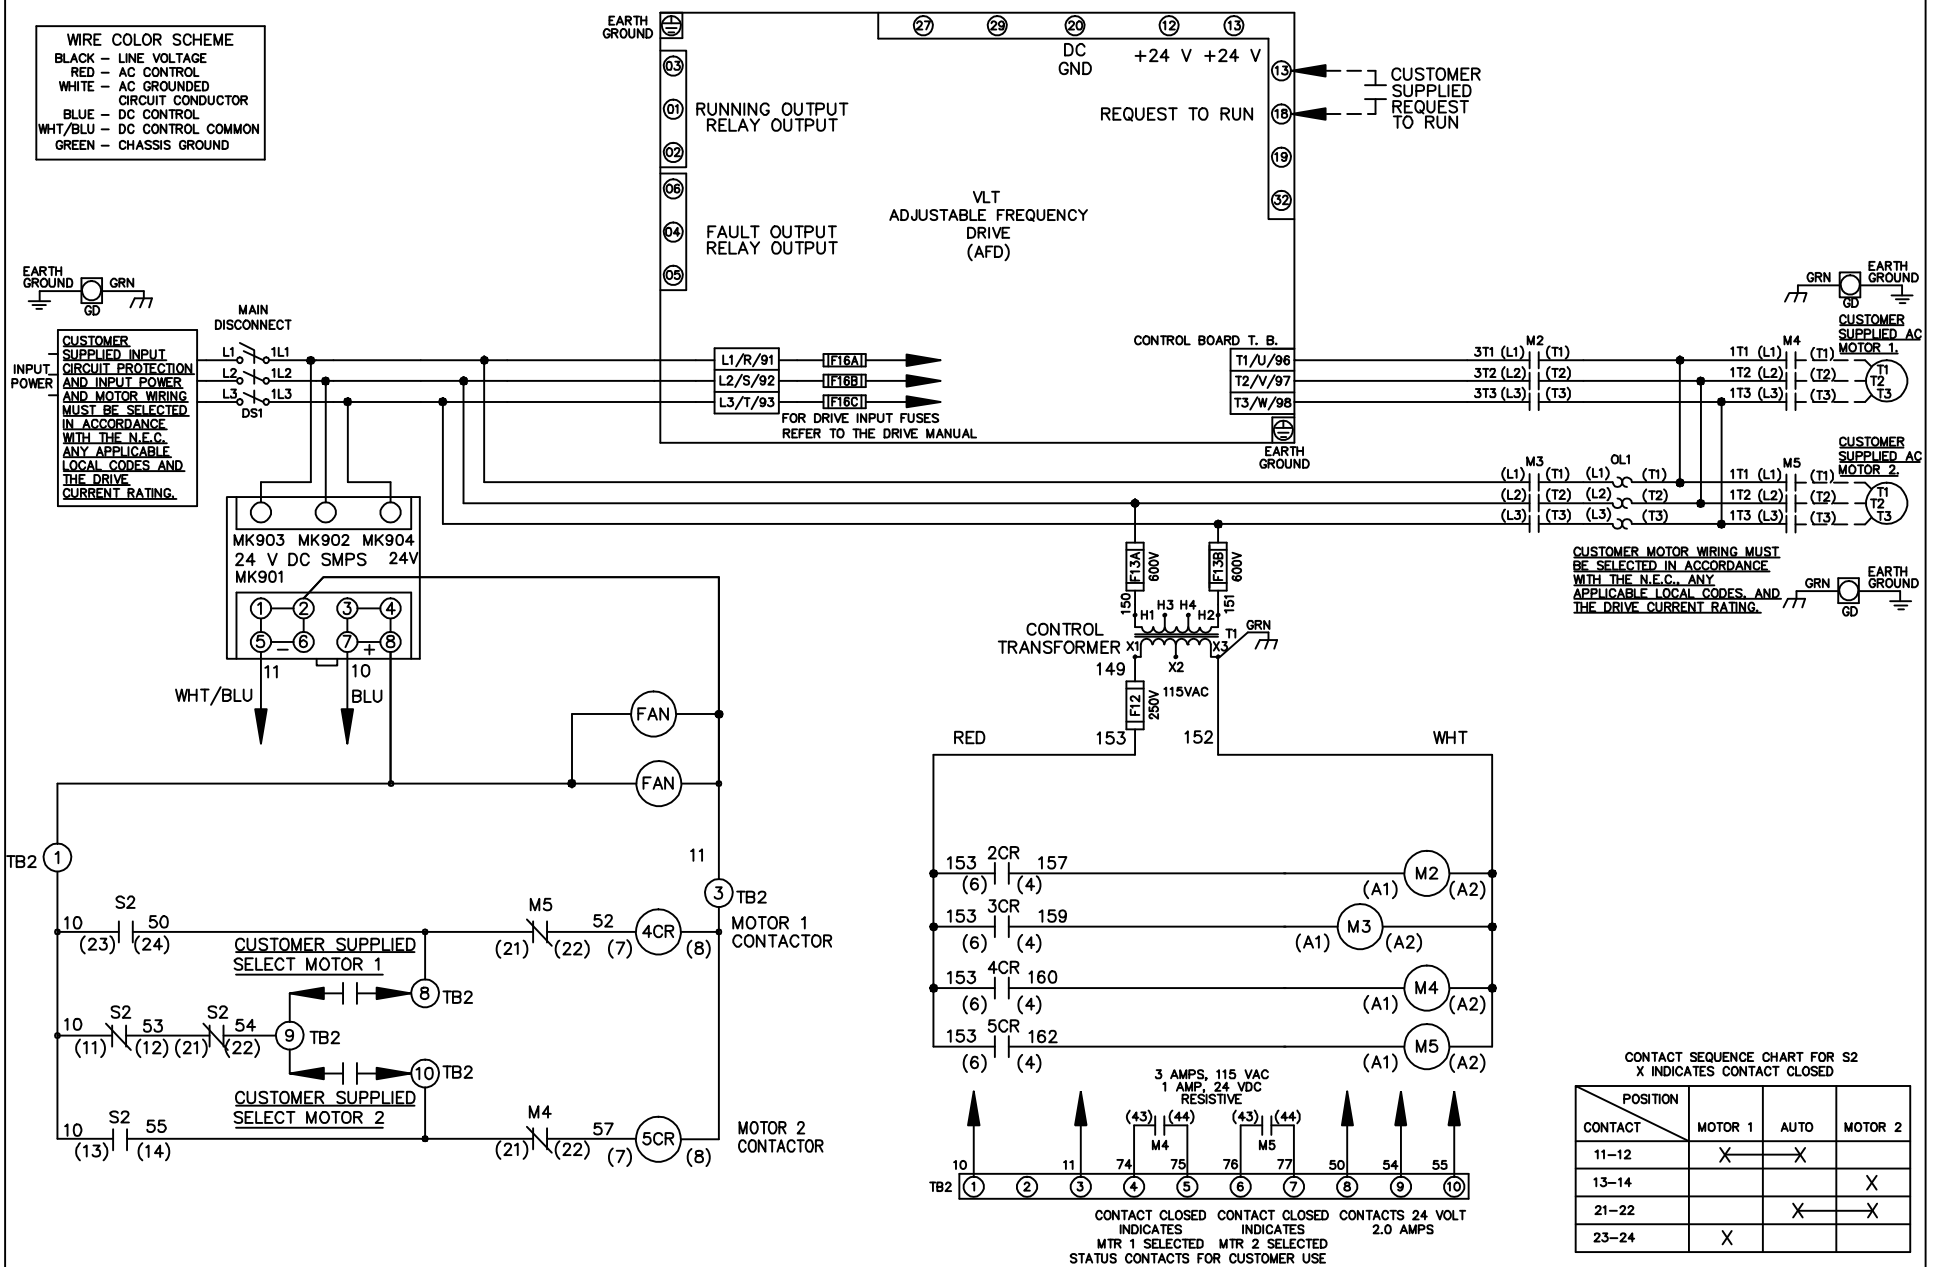 WIRE COLOR SCHEME
BLACK – LINE VOLTAGE
RED – AC CONTROL
WHITE – AC GROUNDED
CIRCUIT CONDUCTOR
BLUE – DC CONTROL
WHT/BLU – DC CONTROL COMMON
GREEN – CHASSIS GROUND
EARTH
GROUND
03
01
02
06
04
05
RUNNING OUTPUT
RELAY OUTPUT
FAULT OUTPUT
RELAY OUTPUT
27 29 20 12 13
DC
GND
+24 V +24 V
13
18
19
32
REQUEST TO RUN
CUSTOMER
SUPPLIED
REQUEST
TO RUN
VLT
ADJUSTABLE FREQUENCY
DRIVE
(AFD)
EARTH
GROUND
GRN
GD
INPUT
POWER
CUSTOMER
SUPPLIED INPUT
CIRCUIT PROTECTION
AND INPUT POWER
AND MOTOR WIRING
MUST BE SELECTED
IN ACCORDANCE
WITH THE N.E.C.
ANY APPLICABLE
LOCAL CODES AND
THE DRIVE
CURRENT RATING.
MAIN
DISCONNECT
L1 1L1
L2 1L2
L3 1L3
DS1
L1/R/91 F16A
L2/S/92 F16B
L3/T/93 F16C
FOR DRIVE INPUT FUSES
REFER TO THE DRIVE MANUAL
CONTROL BOARD T. B.
T1/U/96
T2/V/97
T3/W/98
EARTH
GROUND
M2
3T1 (L1) (T1)
3T2 (L2) (T2)
3T3 (L3) (T3)
M4
1T1 (L1) (T1)
1T2 (L2) (T2)
1T3 (L3) (T3)
T1
T2
T3
GRN
GD
EARTH
GROUND
CUSTOMER
SUPPLIED AC
MOTOR 1.
M3 OL1
(L1) (T1) (L1) (T1)
(L2) (T2) (L2) (T2)
(L3) (T3) (L3) (T3)
M5
1T1 (L1) (T1)
1T2 (L2) (T2)
1T3 (L3) (T3)
T1
T2
T3
CUSTOMER
SUPPLIED AC
MOTOR 2.
CUSTOMER MOTOR WIRING MUST
BE SELECTED IN ACCORDANCE
WITH THE N.E.C., ANY
APPLICABLE LOCAL CODES, AND
THE DRIVE CURRENT RATING.
GRN
GD
EARTH
GROUND
MK903 MK902 MK904
24 V DC SMPS 24V
MK901
1 2 3 4
5 – 6 7 + 8
11 10
WHT/BLU BLU
FAN
FAN
F13A
600V
F13B
600V
150
151
H1 H3 H4 H2
CONTROL
TRANSFORMER
T1
GRN
X1 X2 X3
149
F12
250V
115VAC
153 152
RED WHT
TB2 1
11
3 TB2
S2
10 50
(23) (24)
M5
(21) (22)
52
(7) 4CR (8)
MOTOR 1
CONTACTOR
CUSTOMER SUPPLIED
SELECT MOTOR 1
8 TB2
S2 S2
10 53 54
(11) (12) (21) (22)
9 TB2
10 TB2
CUSTOMER SUPPLIED
SELECT MOTOR 2
S2
10 55
(13) (14)
M4
(21) (22)
57
(7) 5CR (8)
MOTOR 2
CONTACTOR
2CR
153 157
(6) (4)
(A1) M2 (A2)
3CR
153 159
(6) (4)
(A1) M3 (A2)
4CR
153 160
(6) (4)
(A1) M4 (A2)
5CR
153 162
(6) (4)
(A1) M5 (A2)
3 AMPS, 115 VAC
1 AMP, 24 VDC
RESISTIVE
(43) (44) (43) (44)
M4 M5
10 11 74 75 76 77 50 54 55
TB2 1 2 3 4 5 6 7 8 9 10
CONTACT CLOSED
INDICATES
MTR 1 SELECTED
CONTACT CLOSED
INDICATES
MTR 2 SELECTED
CONTACTS 24 VOLT
2.0 AMPS
STATUS CONTACTS FOR CUSTOMER USE
CONTACT SEQUENCE CHART FOR S2
X INDICATES CONTACT CLOSED
POSITION
CONTACT MOTOR 1 AUTO MOTOR 2
11–12 X X
13–14 X
21–22 X X
23–24 X